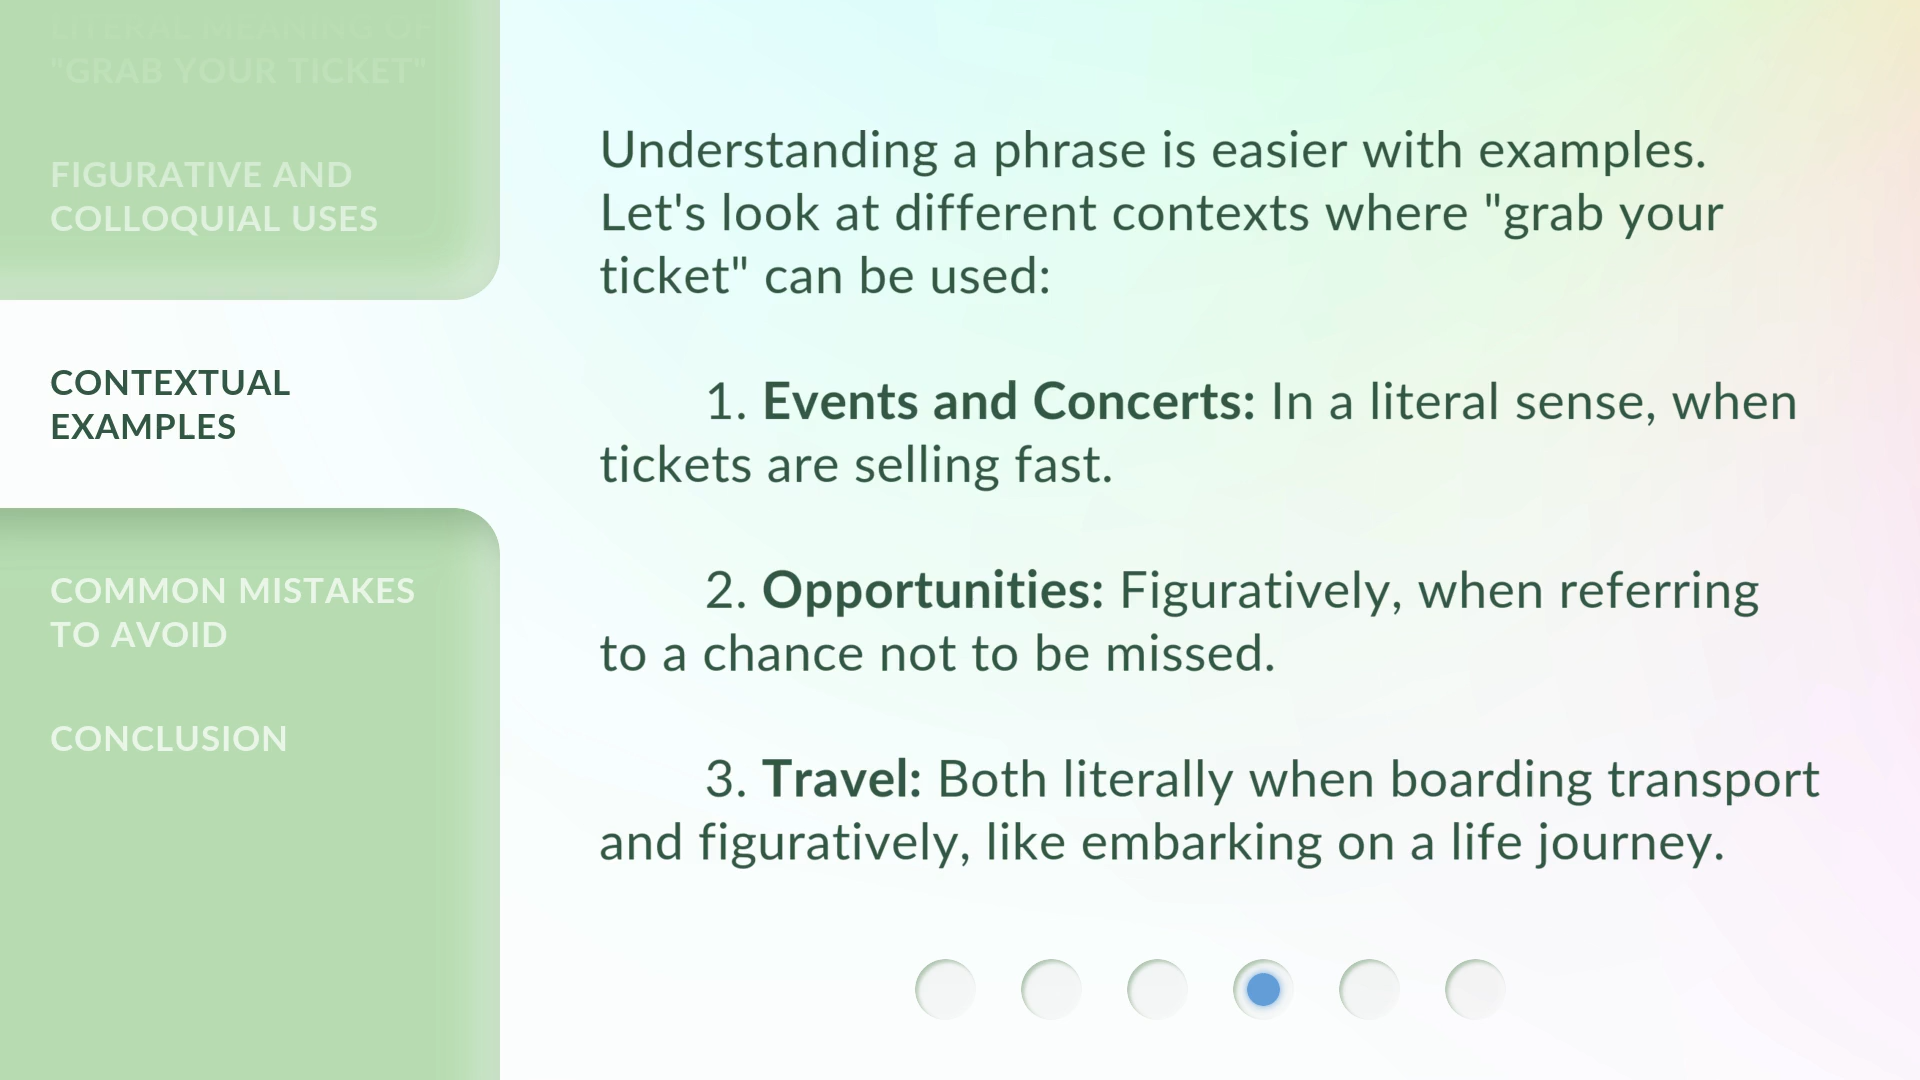 LITERAL MEANING OF
"GRAB YOUR TICKET"
FIGURATIVE AND
COLLOQUIAL USES
CONTEXTUAL
EXAMPLES
COMMON MISTAKES
TO AVOID
CONCLUSION
Understanding a phrase is easier with examples.
Let's look at different contexts where "grab your
ticket" can be used:
1. Events and Concerts: In a literal sense, when
tickets are selling fast.
2. Opportunities: Figuratively, when referring
to a chance not to be missed.
3. Travel: Both literally when boarding transport
and figuratively, like embarking on a life journey.